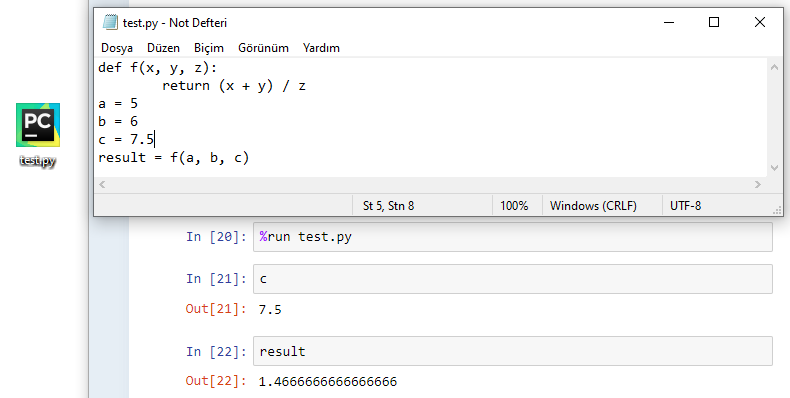 test.py - Not Defteri
Dosya Düzen Biçim Görünüm Yardım
def f(x, y, z):
        return (x + y) / z
a = 5
b = 6
c = 7.5
result = f(a, b, c)
St 5, Stn 8 100% Windows (CRLF) UTF-8
PC
test.py
In [20]: %run test.py
In [21]: c
Out[21]: 7.5
In [22]: result
Out[22]: 1.4666666666666666